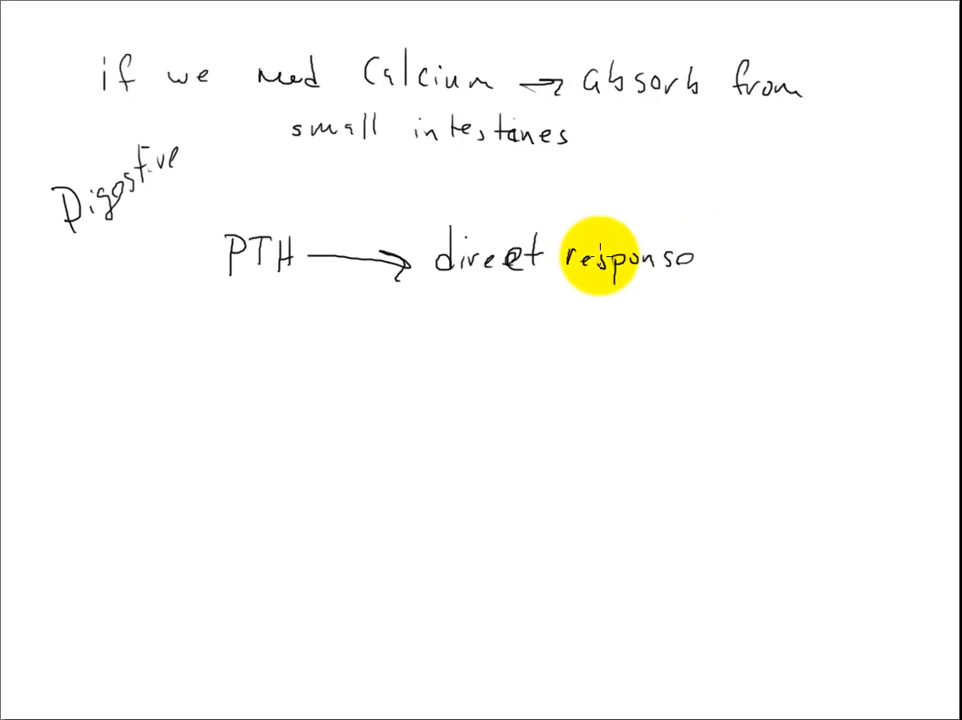 if we need Calcium → absorb from
small intestines
Digestive
PTH → direct response